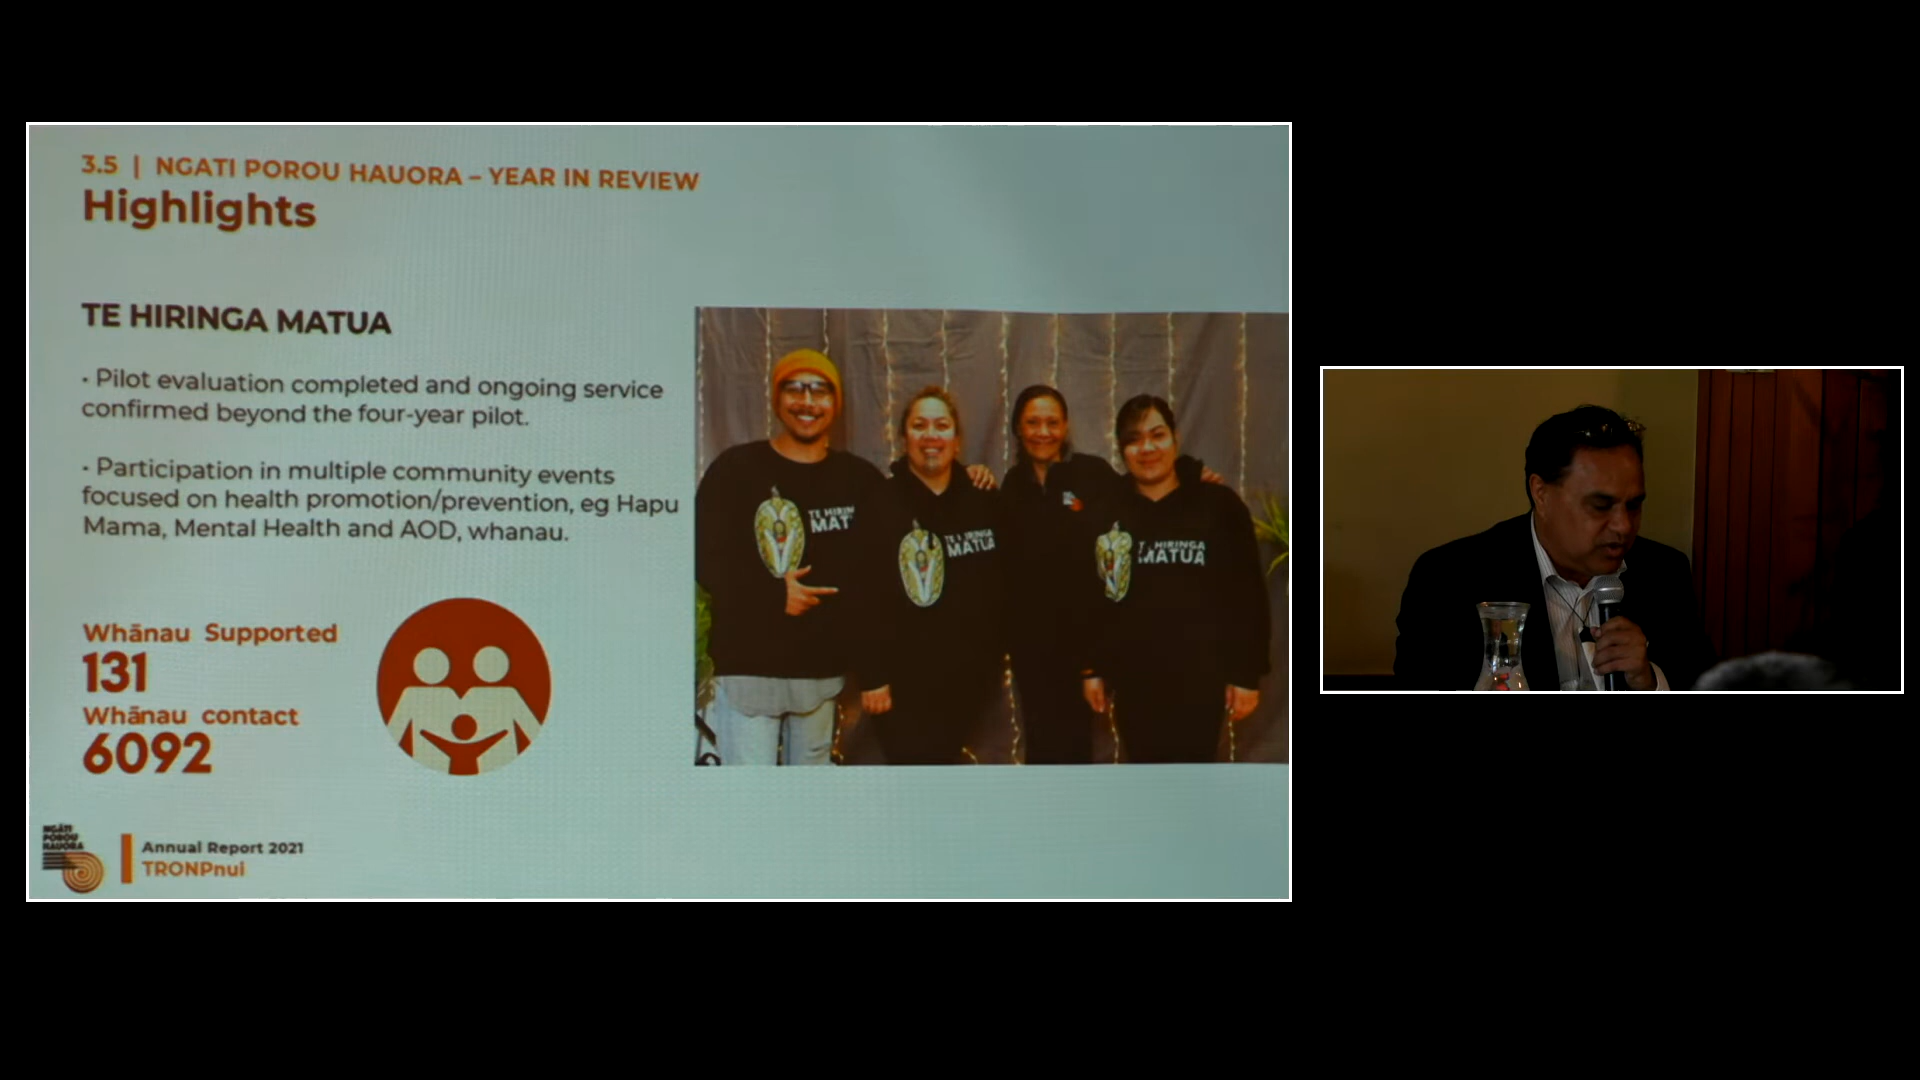 3.5 | NGATI POROU HAUORA – YEAR IN REVIEW
Highlights
TE HIRINGA MATUA
• Pilot evaluation completed and ongoing service
confirmed beyond the four-year pilot.
• Participation in multiple community events
focused on health promotion/prevention, eg Hapu
Mama, Mental Health and AOD, whanau.
Whānau Supported
131
Whānau contact
6092
TE HIRIN
MAT
TE HIRINGA
MATUA
HIRINGA
MATUA
NGĀTI
POROU
HAUORA
Annual Report 2021
TRONPnui